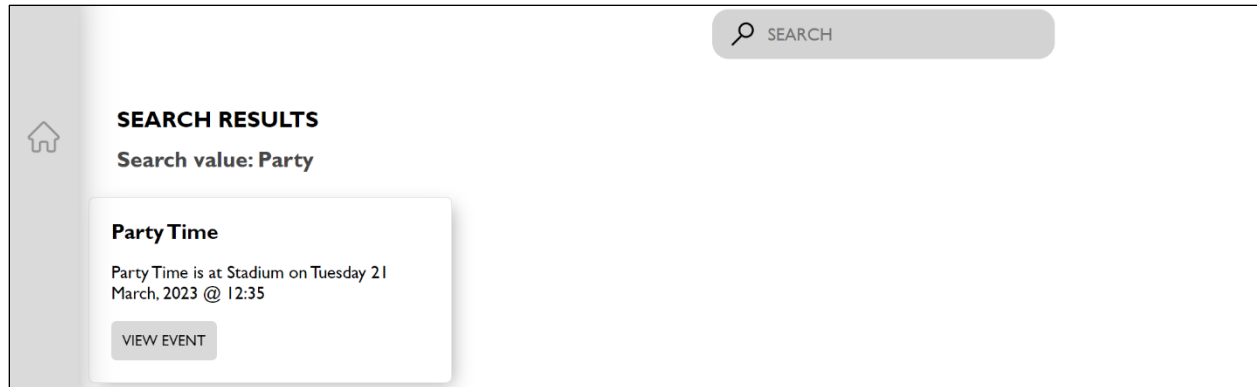 SEARCH
SEARCH RESULTS
Search value: Party
Party Time
Party Time is at Stadium on Tuesday 21
March, 2023 @ 12:35
VIEW EVENT